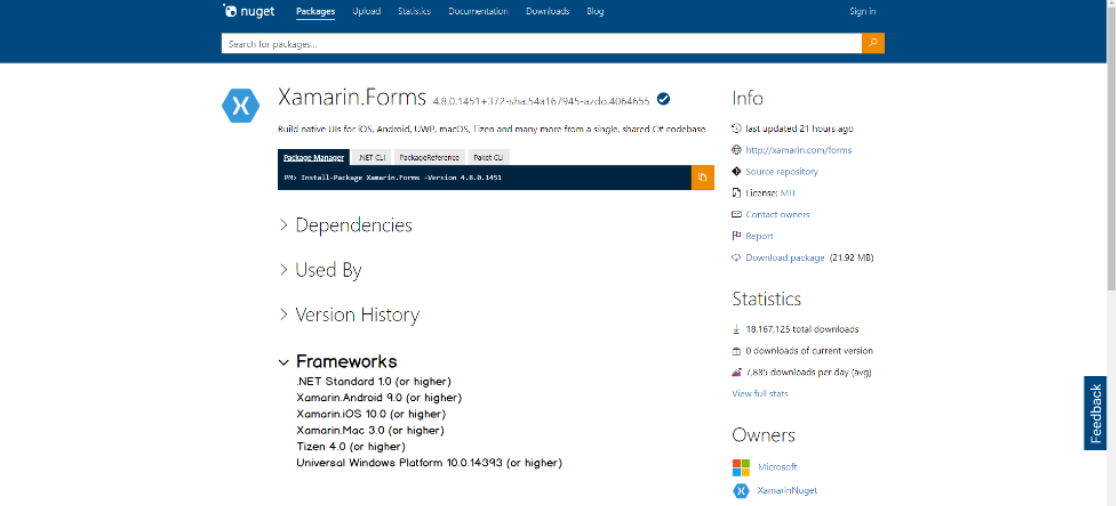 nuget
Packages
Upload
Statistics
Documentation
Downloads
Blog
Sign in
Search for packages...
Xamarin.Forms 4.8.0.1451+372-sha.54a167945-azdo.4064655
Build native UIs for iOS, Android, UWP, macOS, Tizen and many more from a single, shared C# codebase
Package Manager
.NET CLI
PackageReference
Paket CLI
PM> Install-Package Xamarin.Forms -Version 4.8.0.1451
Dependencies
Used By
Version History
Frameworks
.NET Standard 1.0 (or higher)
Xamarin.Android 9.0 (or higher)
Xamarin.iOS 10.0 (or higher)
Xamarin.Mac 3.0 (or higher)
Tizen 4.0 (or higher)
Universal Windows Platform 10.0.14393 (or higher)
Info
last updated 21 hours ago
http://xamarin.com/forms
Source repository
License: MIT
Contact owners
Report
Download package (21.92 MB)
Statistics
18,167,125 total downloads
0 downloads of current version
7,885 downloads per day (avg)
View full stats
Owners
Microsoft
XamarinNuget
Feedback